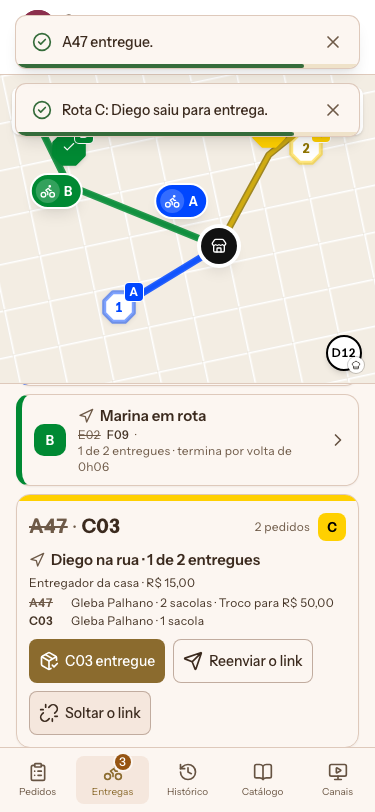 A47 entregue.
Rota C: Diego saiu para entrega.
2
B
A
A
1
D12
Marina em rota
B
E02 F09 ·
1 de 2 entregues · termina por volta de
0h06
A47 · C03
2 pedidos
C
Diego na rua · 1 de 2 entregues
Entregador da casa · R$ 15,00
A47 Gleba Palhano · 2 sacolas · Troco para R$ 50,00
C03 Gleba Palhano · 1 sacola
C03 entregue
Reenviar o link
Soltar o link
3
Pedidos
Entregas
Histórico
Catálogo
Canais